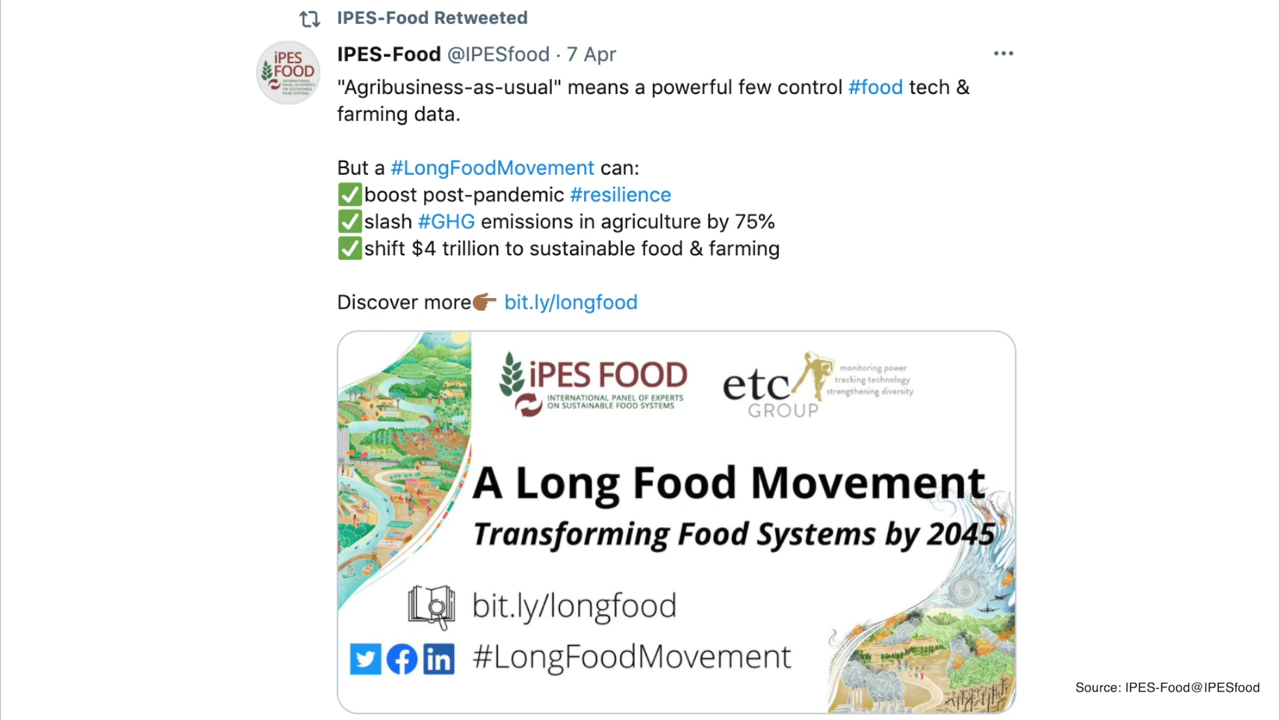 IPES-Food Retweeted
IPES-Food @IPESfood · 7 Apr
"Agribusiness-as-usual" means a powerful few control #food tech &
farming data.
But a #LongFoodMovement can:
✅boost post-pandemic #resilience
✅slash #GHG emissions in agriculture by 75%
✅shift $4 trillion to sustainable food & farming
Discover more👉🏾 bit.ly/longfood
iPES FOOD
INTERNATIONAL PANEL OF EXPERTS
ON SUSTAINABLE FOOD SYSTEMS
etc
GROUP
monitoring power
tracking technology
strengthening diversity
A Long Food Movement
Transforming Food Systems by 2045
bit.ly/longfood
#LongFoodMovement
Source: IPES-Food@IPESfood